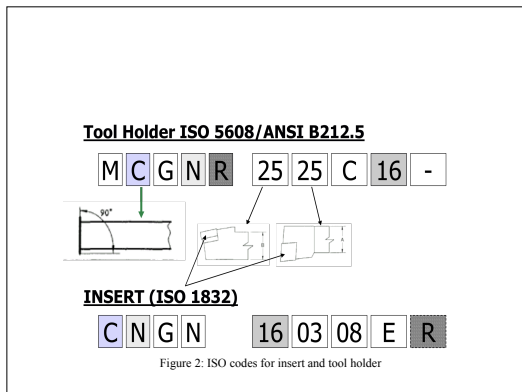 Tool Holder ISO 5608/ANSI B212.5
M C G N R 25 25 C 16 -
90°
B A
INSERT (ISO 1832)
C N G N 16 03 08 E R
Figure 2: ISO codes for insert and tool holder